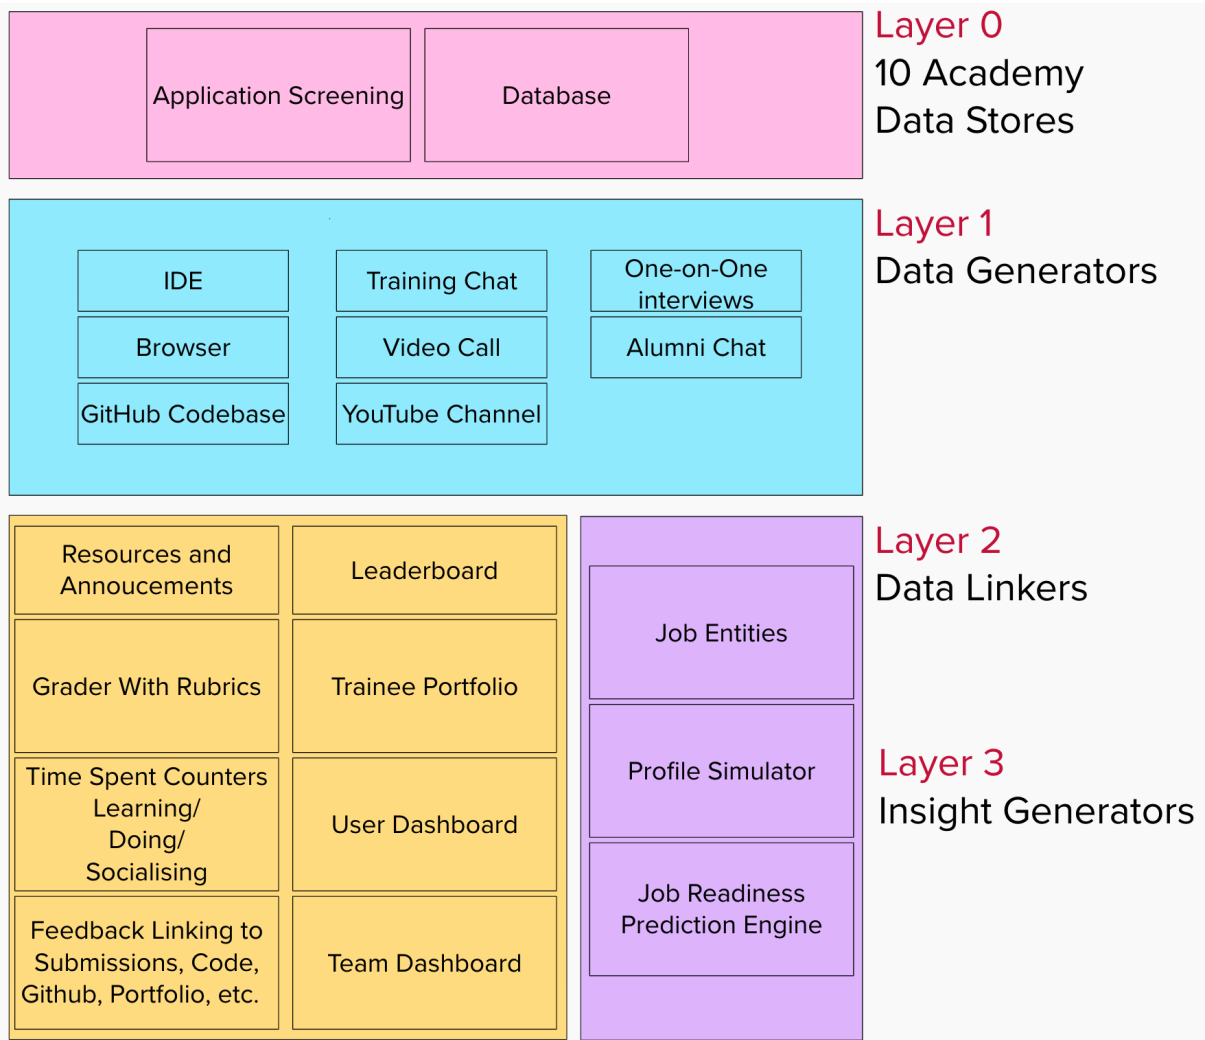 Application Screening
Database
Layer 0
10 Academy
Data Stores
IDE
Training Chat
One-on-One
interviews
Browser
Video Call
Alumni Chat
GitHub Codebase
YouTube Channel
Layer 1
Data Generators
Resources and
Annoucements
Leaderboard
Grader With Rubrics
Trainee Portfolio
Time Spent Counters
Learning/
Doing/
Socialising
User Dashboard
Feedback Linking to
Submissions, Code,
Github, Portfolio, etc.
Team Dashboard
Job Entities
Profile Simulator
Job Readiness
Prediction Engine
Layer 2
Data Linkers
Layer 3
Insight Generators